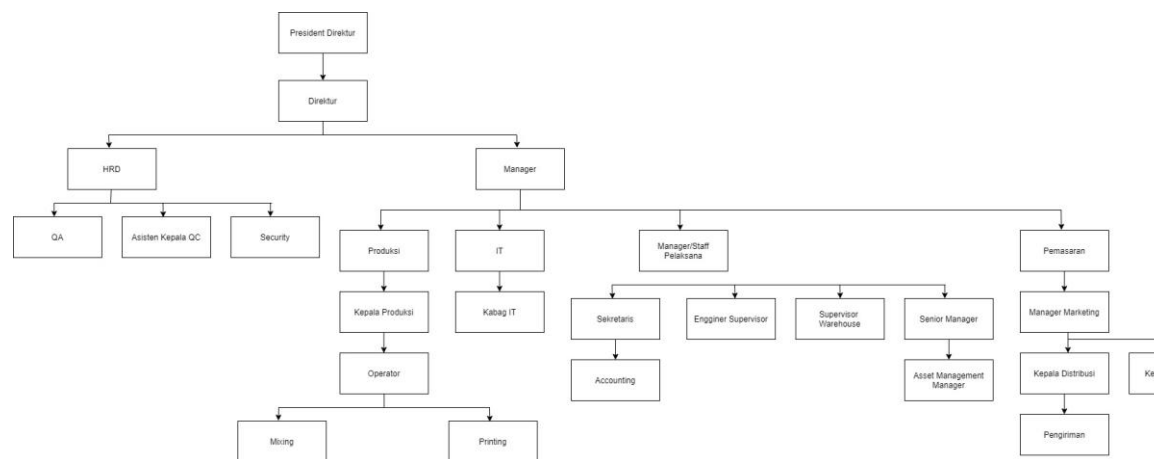 President Direktur
Direktur
HRD
Manager
QA
Asisten Kepala QC
Security
Produksi
IT
Manager/Staff
Pelaksana
Pemasaran
Kepala Produksi
Kabag IT
Sekretaris
Engginer Supervisor
Supervisor
Warehouse
Senior Manager
Manager Marketing
Operator
Accounting
Asset Management
Manager
Kepala Distribusi
Mixing
Printing
Pengiriman